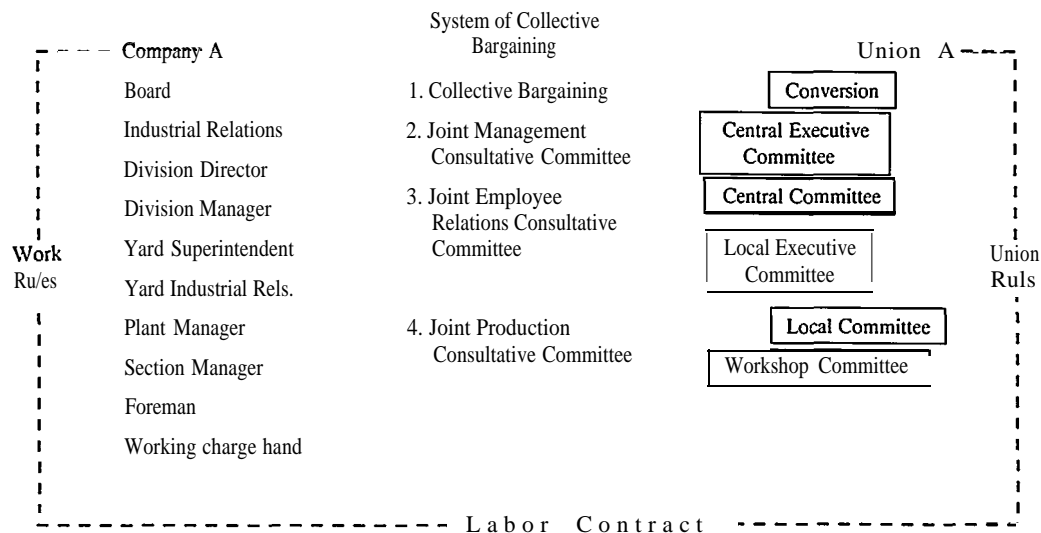 System of Collective
Bargaining
Company A
Union A
Board
Industrial Relations
Division Director
Division Manager
Yard Superintendent
Yard Industrial Rels.
Plant Manager
Section Manager
Foreman
Working charge hand
1. Collective Bargaining
2. Joint Management
Consultative Committee
3. Joint Employee
Relations Consultative
Committee
4. Joint Production
Consultative Committee
Conversion
Central Executive
Committee
Central Committee
Local Executive
Committee
Local Committee
Workshop Committee
Work
Ru/es
Union
Ruls
Labor Contract